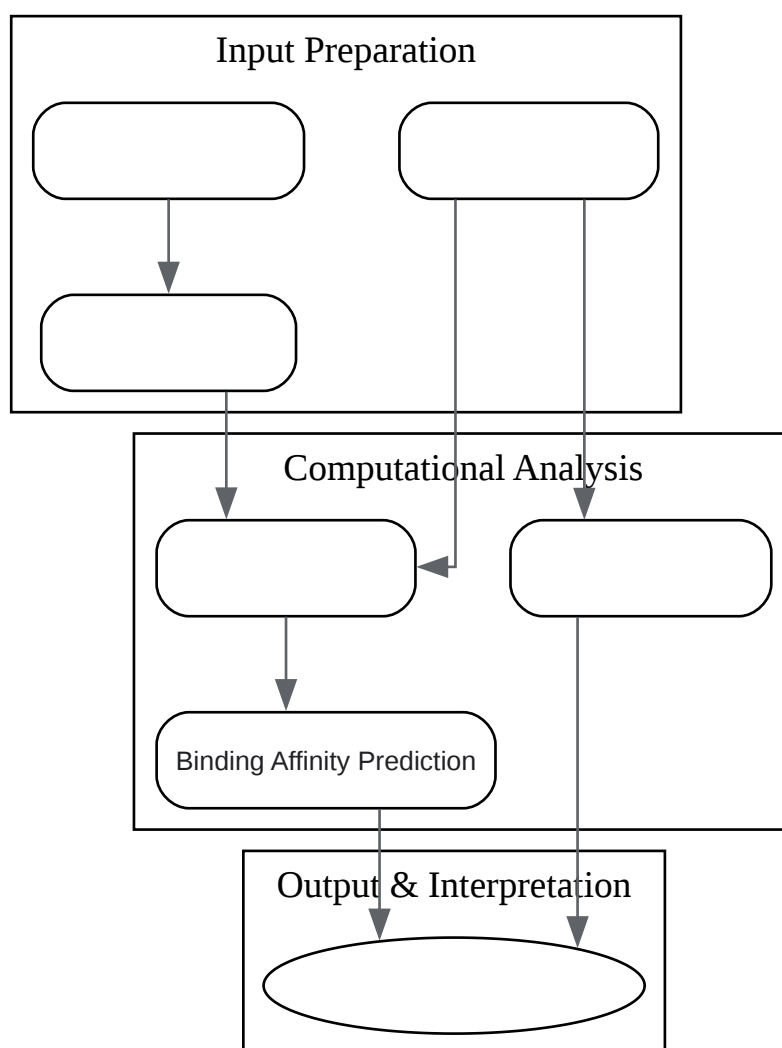 Input Preparation
Computational Analysis
Binding Affinity Prediction
Output & Interpretation